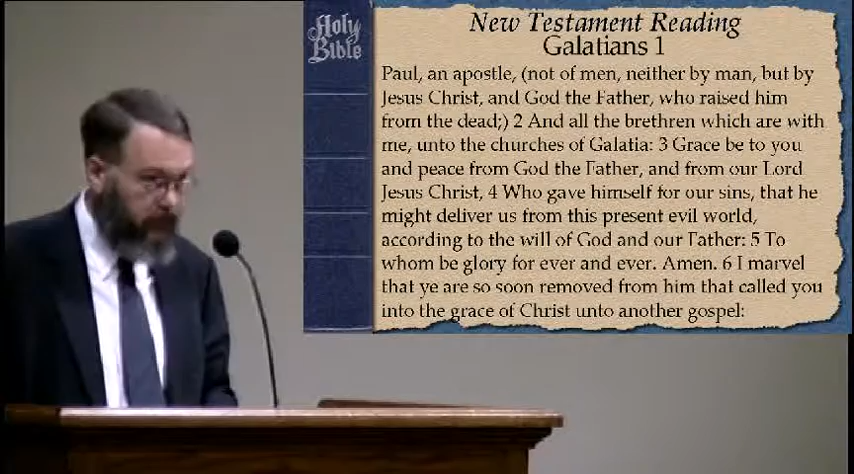 Holy
Bible
New Testament Reading
Galatians 1
Paul, an apostle, (not of men, neither by man, but by
Jesus Christ, and God the Father, who raised him
from the dead;) 2 And all the brethren which are with
me, unto the churches of Galatia: 3 Grace be to you
and peace from God the Father, and from our Lord
Jesus Christ, 4 Who gave himself for our sins, that he
might deliver us from this present evil world,
according to the will of God and our Father: 5 To
whom be glory for ever and ever. Amen. 6 I marvel
that ye are so soon removed from him that called you
into the grace of Christ unto another gospel: